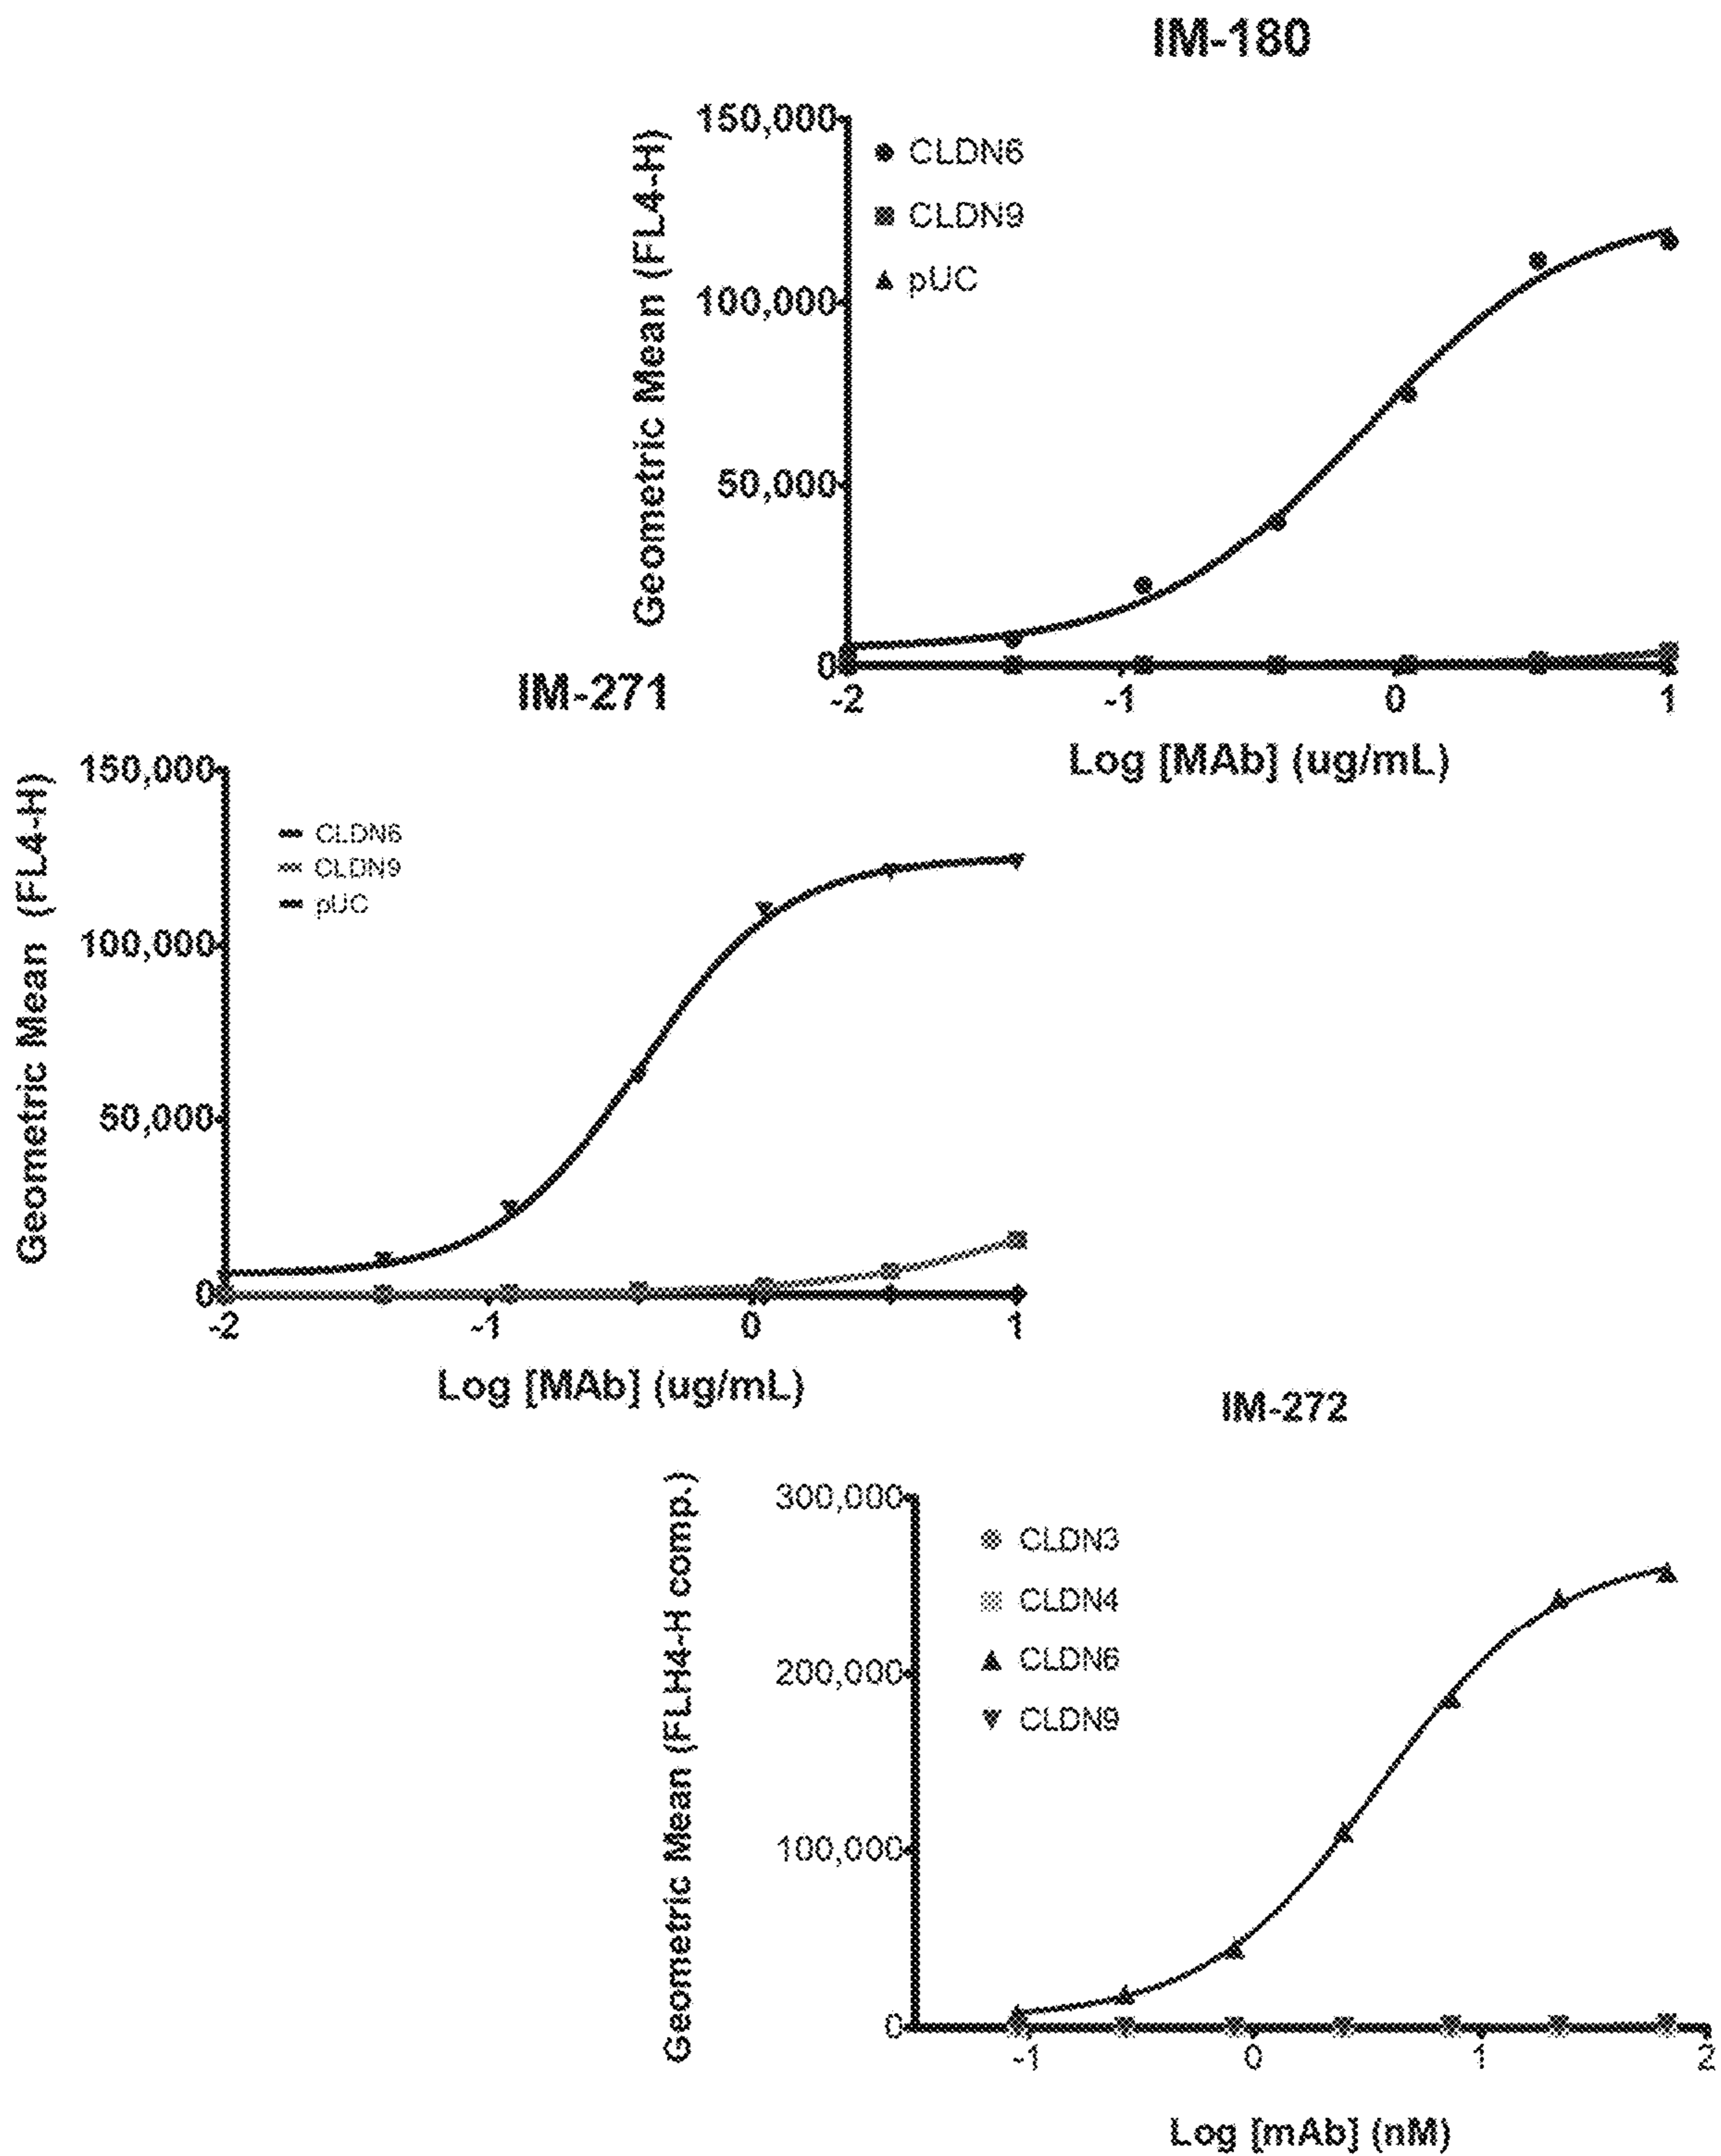 IM-180
Geometric Mean (FL4-H)
150,000
100,000
50,000
0
CLDN6
CLDN9
pUC
-2
-1
0
1
Log [MAb] (ug/mL)
IM-271
Geometric Mean (FL4-H)
150,000
100,000
50,000
0
CLDN6
CLDN9
pUC
-2
-1
0
1
Log [MAb] (ug/mL)
IM-272
Geometric Mean (FLH4-H comp.)
300,000
200,000
100,000
0
CLDN3
CLDN4
CLDN6
CLDN9
-1
0
1
2
Log [mAb] (nM)